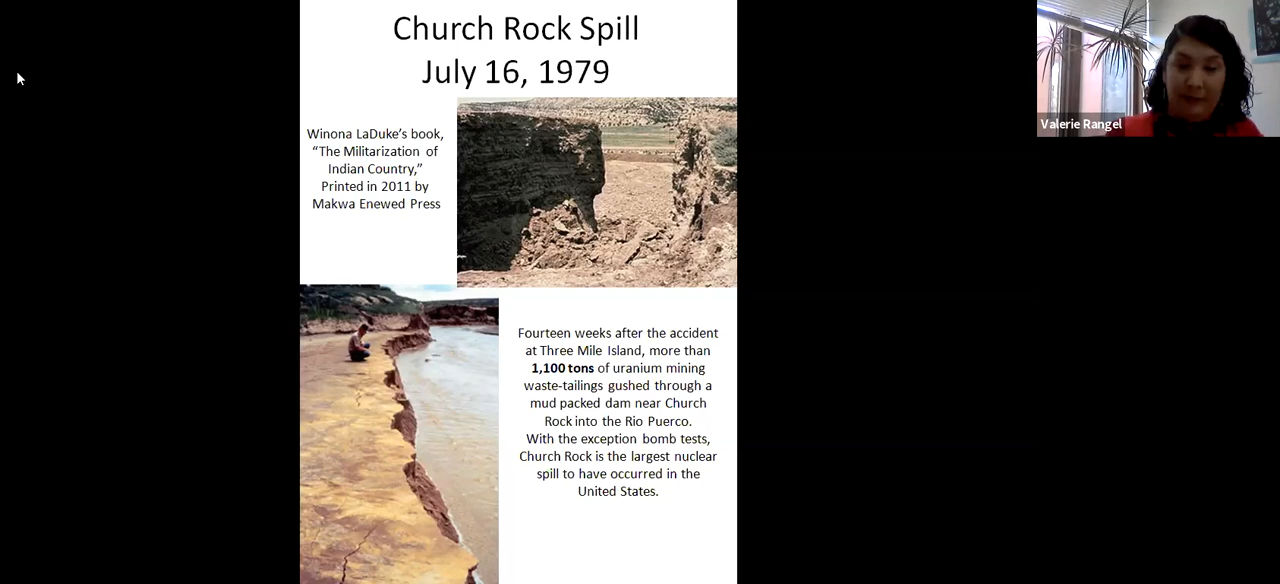 Church Rock Spill
July 16, 1979
Winona LaDuke’s book,
“The Militarization of
Indian Country,”
Printed in 2011 by
Makwa Enewed Press
Fourteen weeks after the accident
at Three Mile Island, more than
1,100 tons of uranium mining
waste-tailings gushed through a
mud packed dam near Church
Rock into the Rio Puerco.
With the exception bomb tests,
Church Rock is the largest nuclear
spill to have occurred in the
United States.
Valerie Rangel